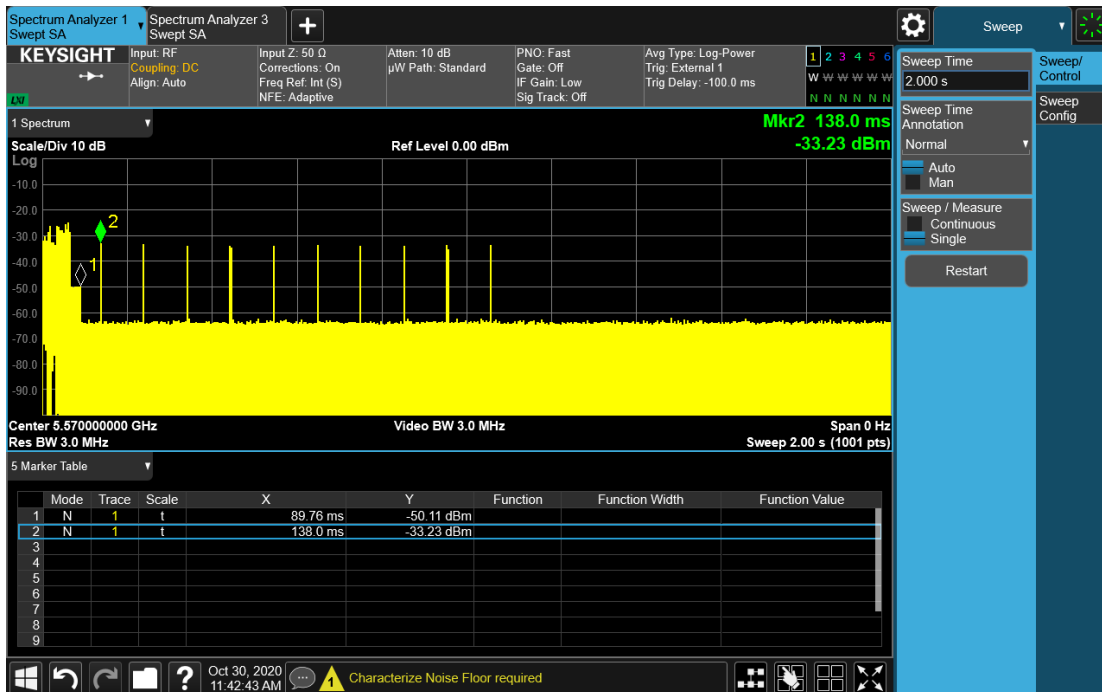 Spectrum Analyzer 1
Swept SA
Spectrum Analyzer 3
Swept SA
+
Sweep
KEYSIGHT
LXI
Input: RF
Coupling: DC
Align: Auto
Input Z: 50 Ω
Corrections: On
Freq Ref: Int (S)
NFE: Adaptive
Atten: 10 dB
µW Path: Standard
PNO: Fast
Gate: Off
IF Gain: Low
Sig Track: Off
Avg Type: Log-Power
Trig: External 1
Trig Delay: -100.0 ms
1 2 3 4 5 6
W W W W W W
N N N N N N
Sweep Time
2.000 s
Sweep Time
Annotation
Normal
Auto
Man
Sweep / Measure
Continuous
Single
Restart
Sweep/
Control
Sweep
Config
1 Spectrum
Mkr2 138.0 ms
-33.23 dBm
Scale/Div 10 dB
Ref Level 0.00 dBm
Log
-10.0
-20.0
-30.0
-40.0
-50.0
-60.0
-70.0
-80.0
-90.0
2
1
Center 5.570000000 GHz
Video BW 3.0 MHz
Span 0 Hz
Res BW 3.0 MHz
Sweep 2.00 s (1001 pts)
5 Marker Table
Mode Trace Scale X Y Function Function Width Function Value
1 N 1 t 89.76 ms -50.11 dBm
2 N 1 t 138.0 ms -33.23 dBm
3
4
5
6
7
8
9
?
Oct 30, 2020
11:42:43 AM
1
Characterize Noise Floor required